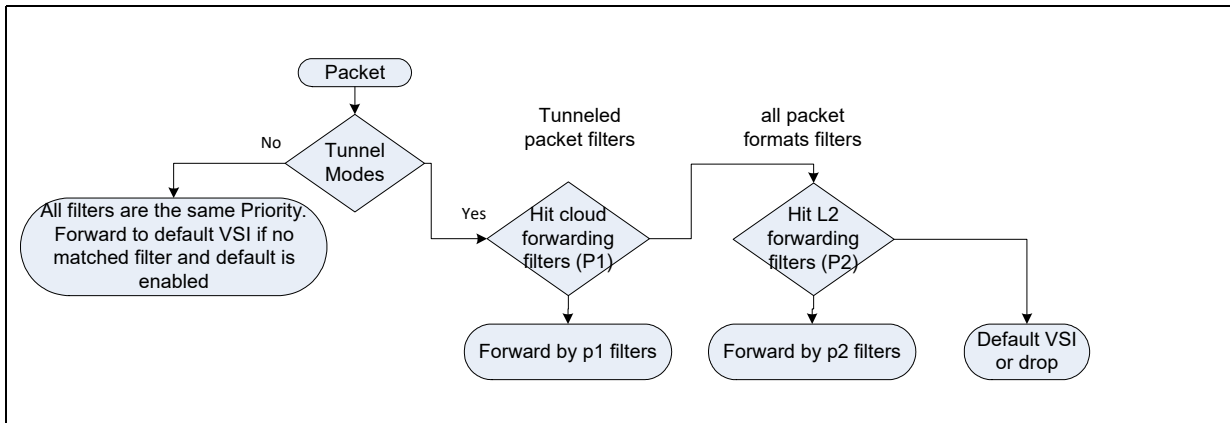 Packet
Tunnel
Modes
No
All filters are the same Priority.
Forward to default VSI if no
matched filter and default is
enabled
Yes
Tunneled
packet filters
Hit cloud
forwarding
filters (P1)
Forward by p1 filters
all packet
formats filters
Hit L2
forwarding
filters (P2)
Forward by p2 filters
Default VSI
or drop